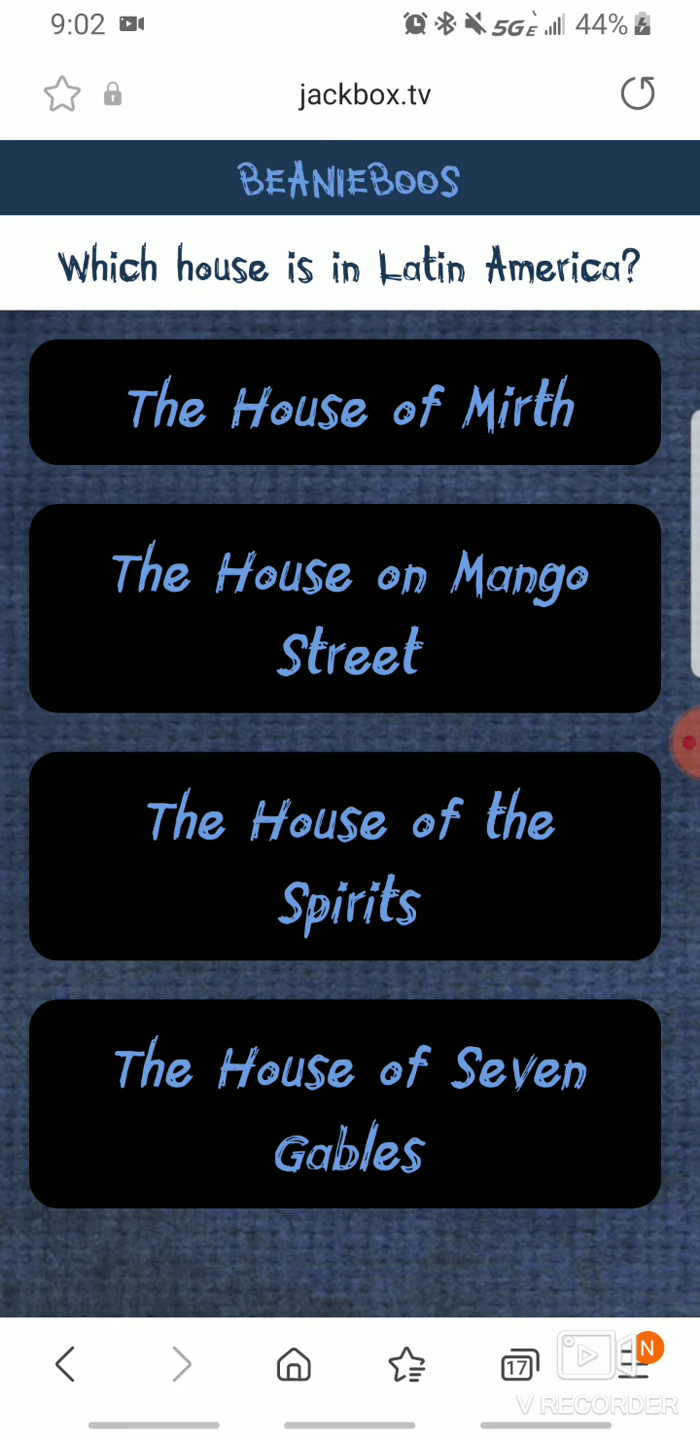 9:02 5GE 44%
jackbox.tv
BEANIEBOOS
Which house is in Latin America?
The House of Mirth
The House on Mango
Street
The House of the
Spirits
The House of Seven
Gables
17 N
V RECORDER